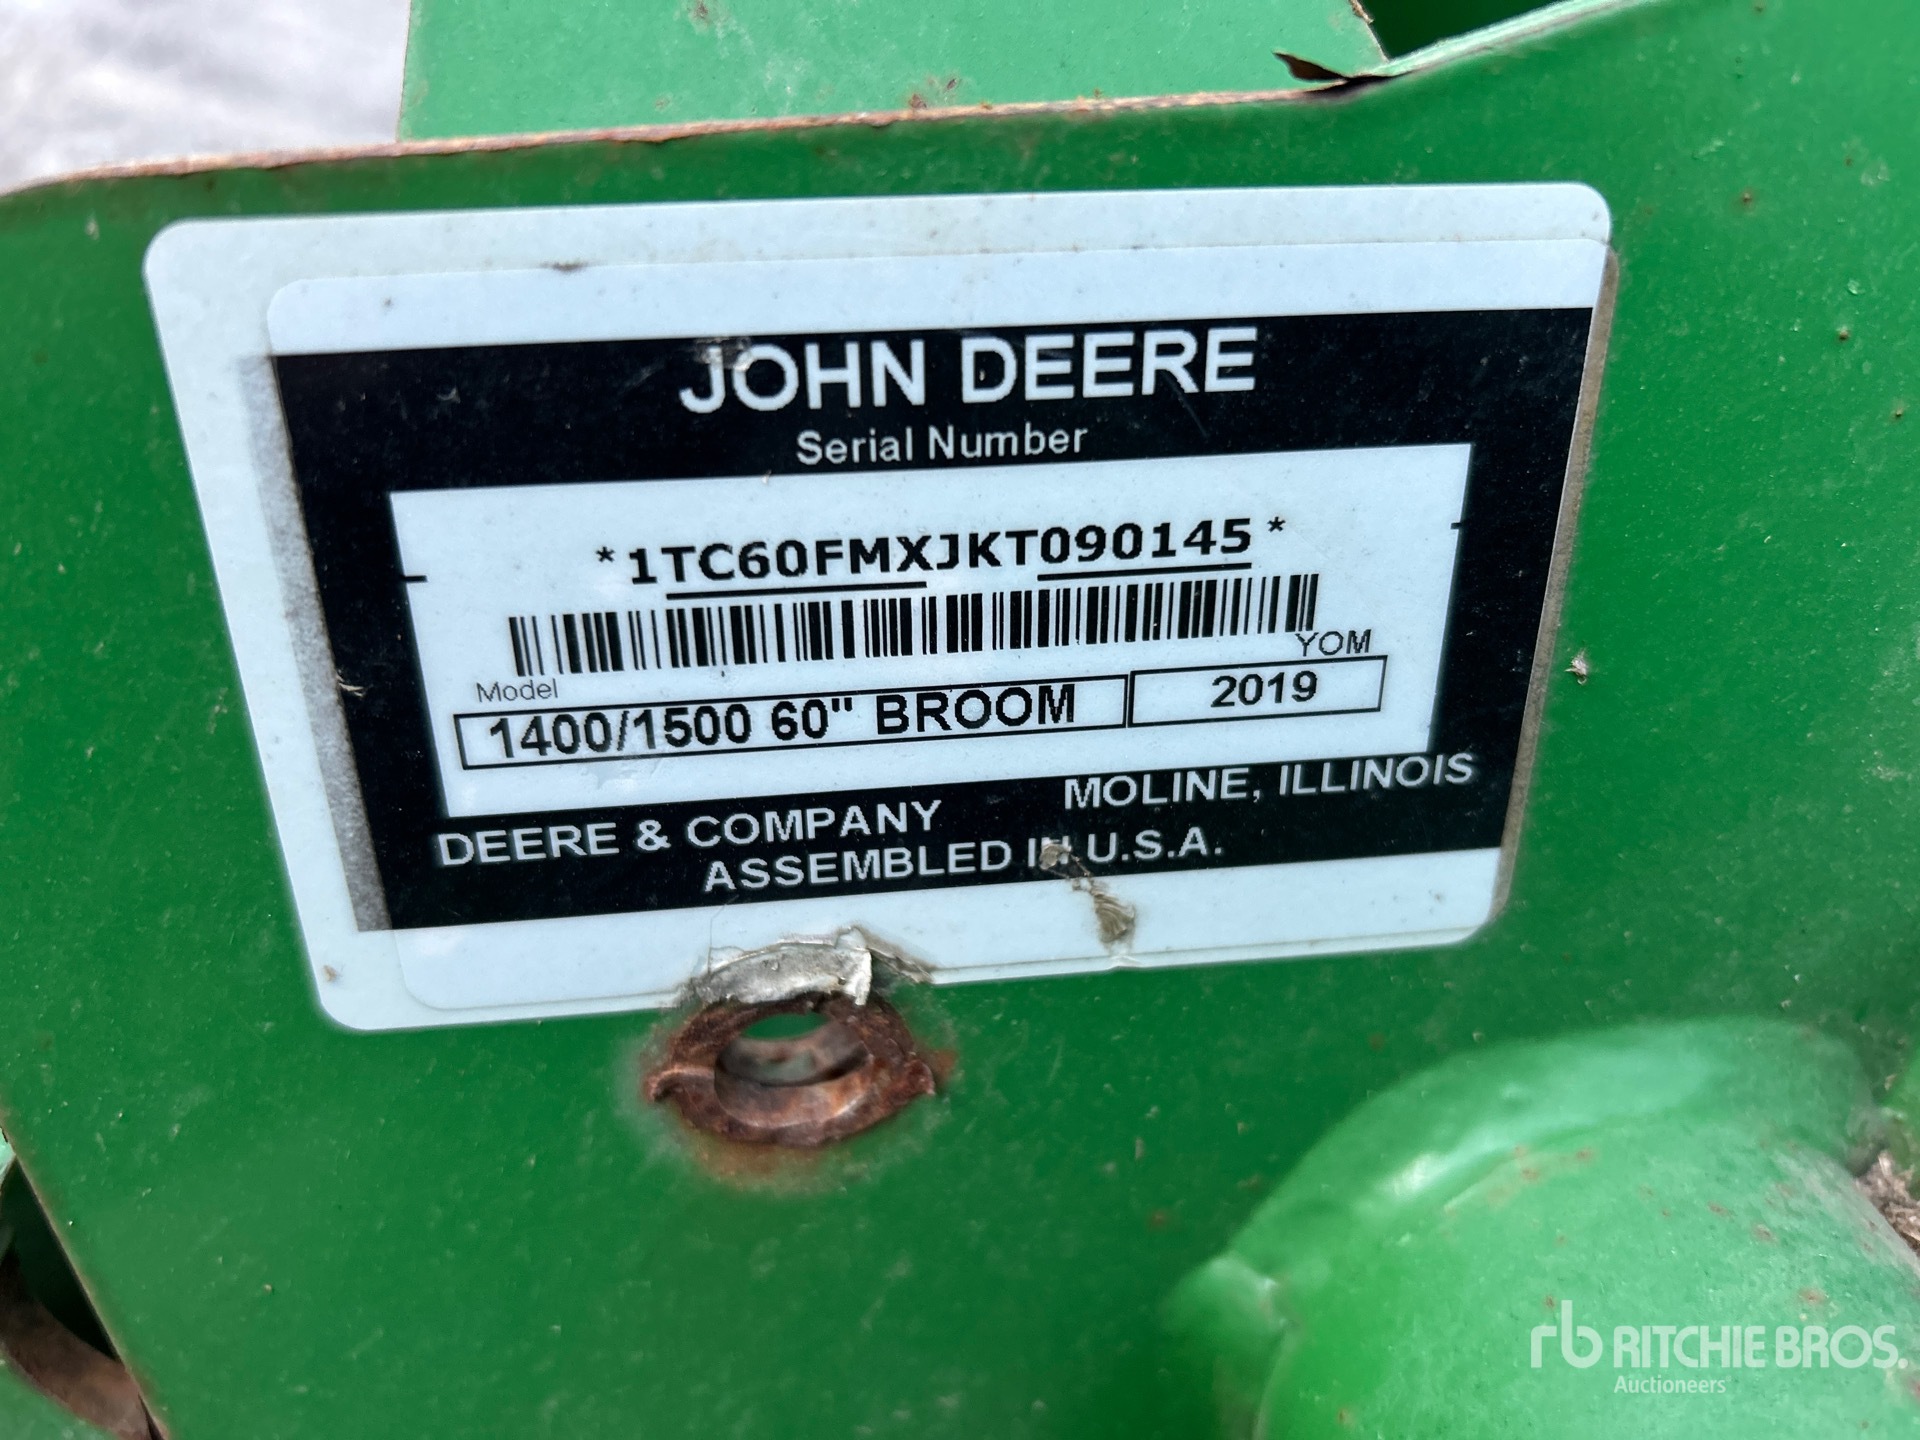 JOHN DEERE
Serial Number
*1TC60FMXJKT090145*
YOM
Model
1400/1500 60" BROOM 2019
DEERE & COMPANY MOLINE, ILLINOIS
ASSEMBLED IN U.S.A.
rb RITCHIE BROS.
Auctioneers